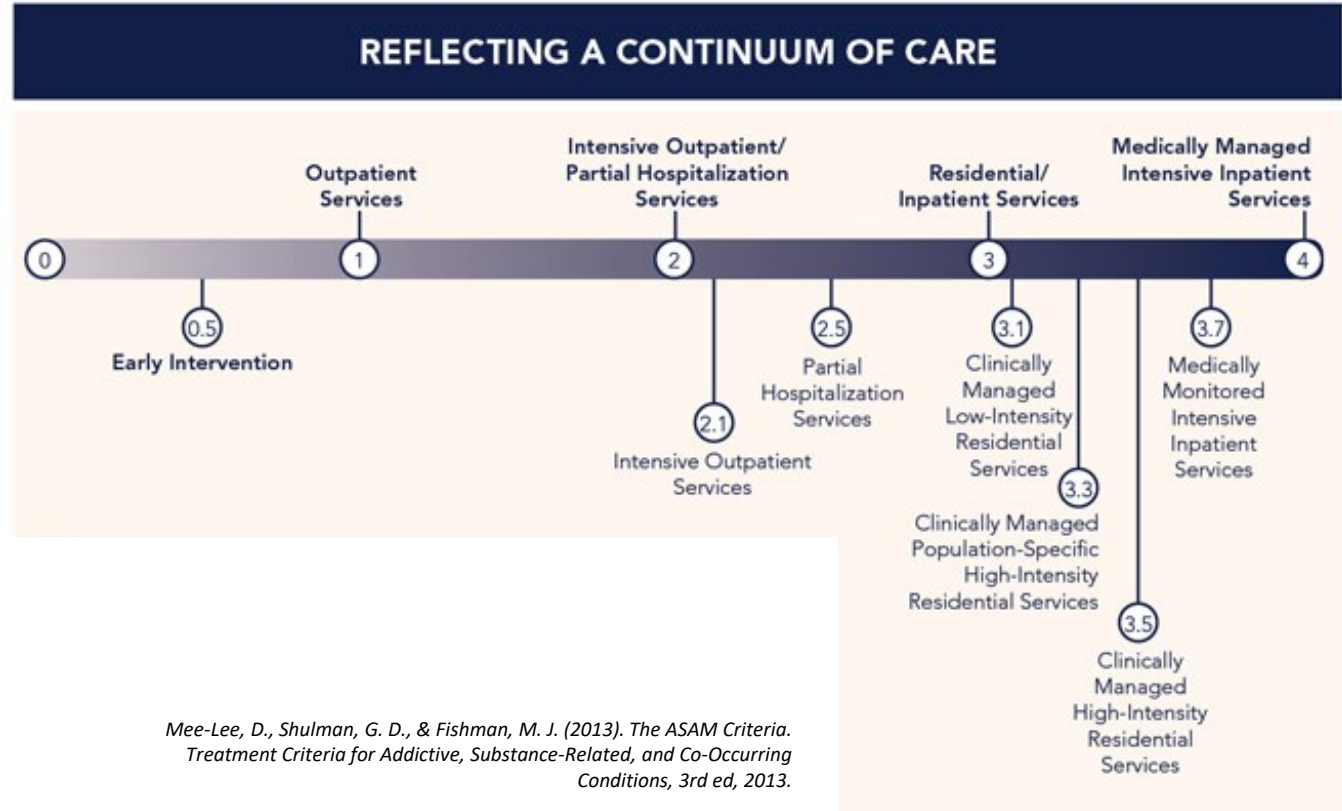 REFLECTING A CONTINUUM OF CARE
Outpatient
Services
Intensive Outpatient/
Partial Hospitalization
Services
Residential/
Inpatient Services
Medically Managed
Intensive Inpatient
Services
0
1
2
3
4
0.5
Early Intervention
2.1
Intensive Outpatient
Services
2.5
Partial
Hospitalization
Services
3.1
Clinically
Managed
Low-Intensity
Residential
Services
3.3
Clinically Managed
Population-Specific
High-Intensity
Residential Services
3.5
Clinically
Managed
High-Intensity
Residential
Services
3.7
Medically
Monitored
Intensive
Inpatient
Services
Mee-Lee, D., Shulman, G. D., & Fishman, M. J. (2013). The ASAM Criteria.
Treatment Criteria for Addictive, Substance-Related, and Co-Occurring
Conditions, 3rd ed, 2013.